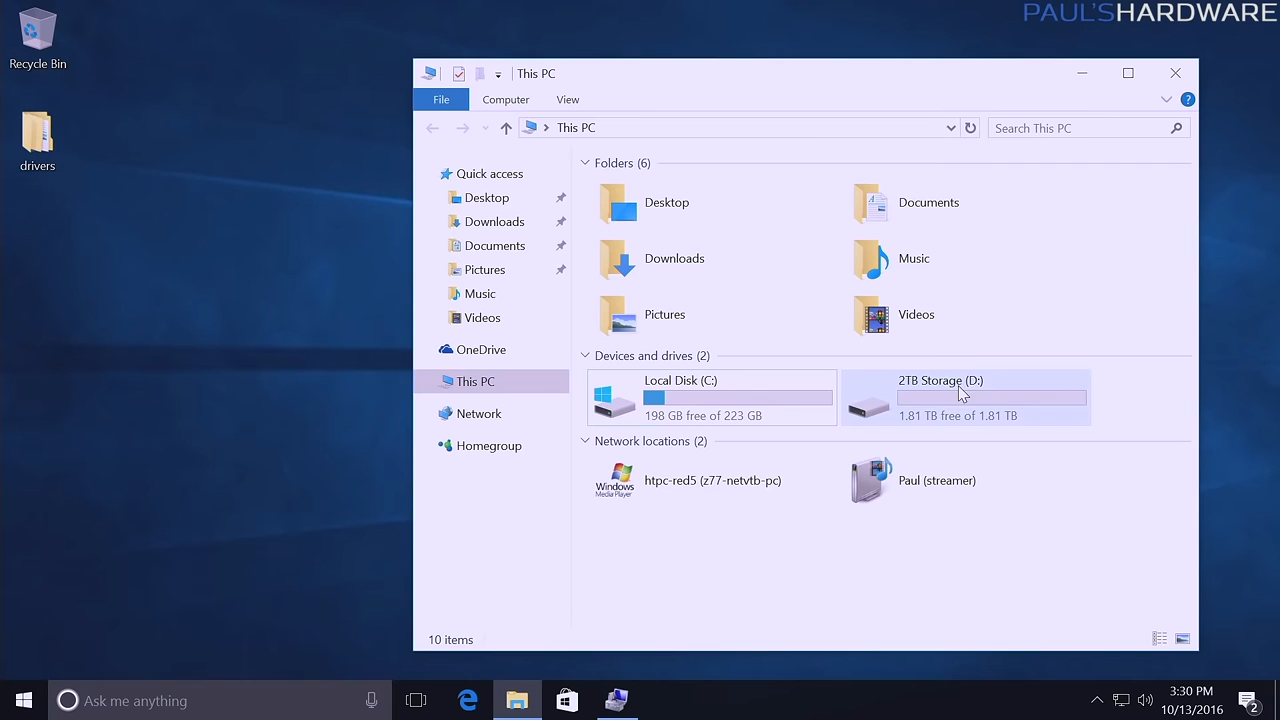 PAUL'SHARDWARE
Recycle Bin
drivers
This PC
File
Computer
View
?
This PC
Search This PC
Quick access
Desktop
Downloads
Documents
Pictures
Music
Videos
OneDrive
This PC
Network
Homegroup
Folders (6)
Desktop
Documents
Downloads
Music
Pictures
Videos
Devices and drives (2)
Local Disk (C:)
198 GB free of 223 GB
2TB Storage (D:)
1.81 TB free of 1.81 TB
Network locations (2)
Windows
Media Player
htpc-red5 (z77-netvtb-pc)
Paul (streamer)
10 items
Ask me anything
3:30 PM
10/13/2016
2